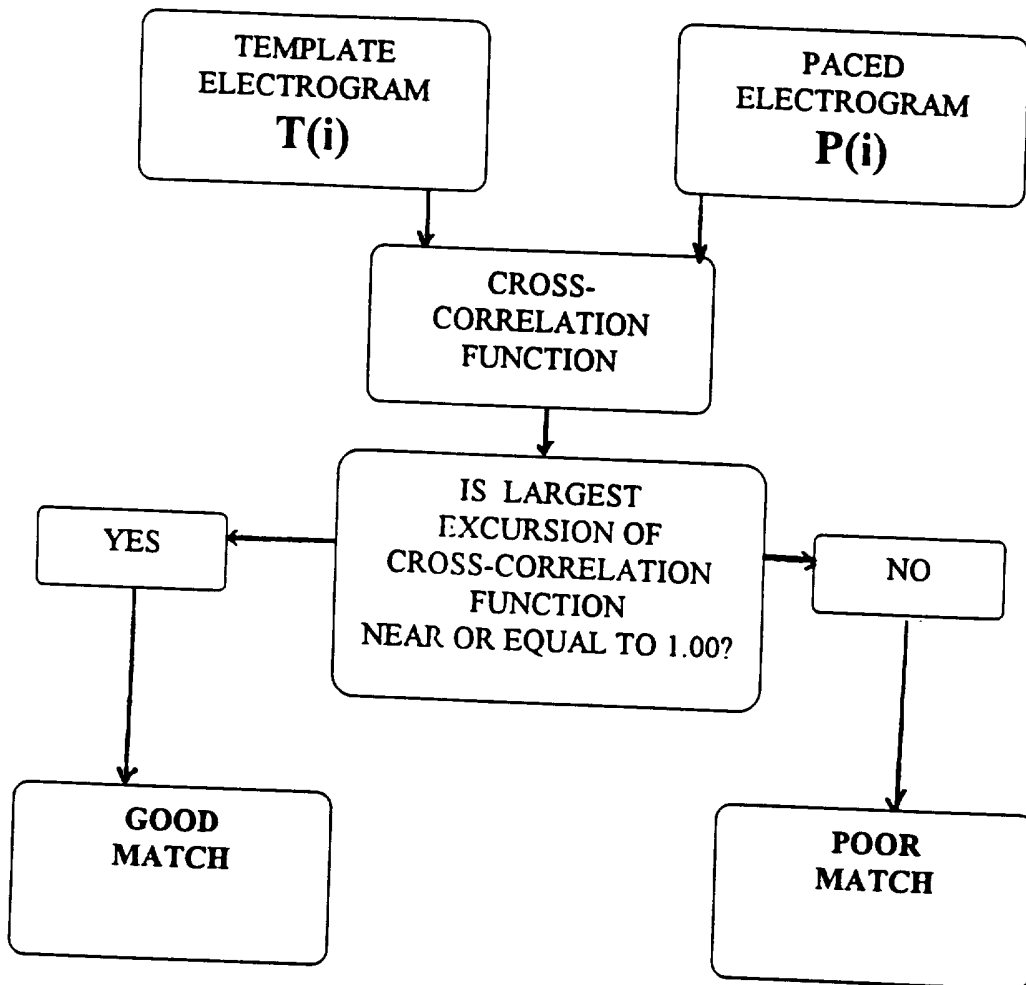 TEMPLATE
ELECTROGRAM
T(i)
PACED
ELECTROGRAM
P(i)
CROSS-
CORRELATION
FUNCTION
IS LARGEST
EXCURSION OF
CROSS-CORRELATION
FUNCTION
NEAR OR EQUAL TO 1.00?
YES
NO
GOOD
MATCH
POOR
MATCH